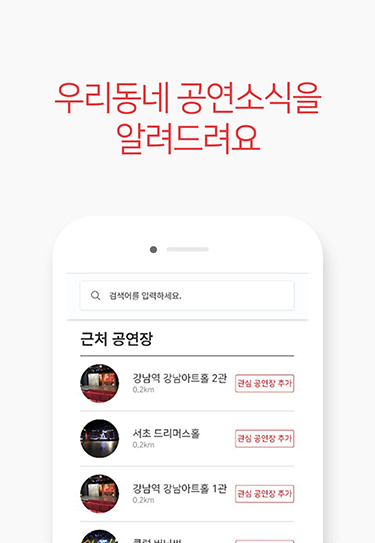 우리동네 공연소식을
알려드려요
검색어를 입력하세요.
근처 공연장
강남역 강남아트홀 2관
0.2km
관심 공연장 추가
서초 드리머스홀
0.2km
관심 공연장 추가
강남역 강남아트홀 1관
0.2km
관심 공연장 추가